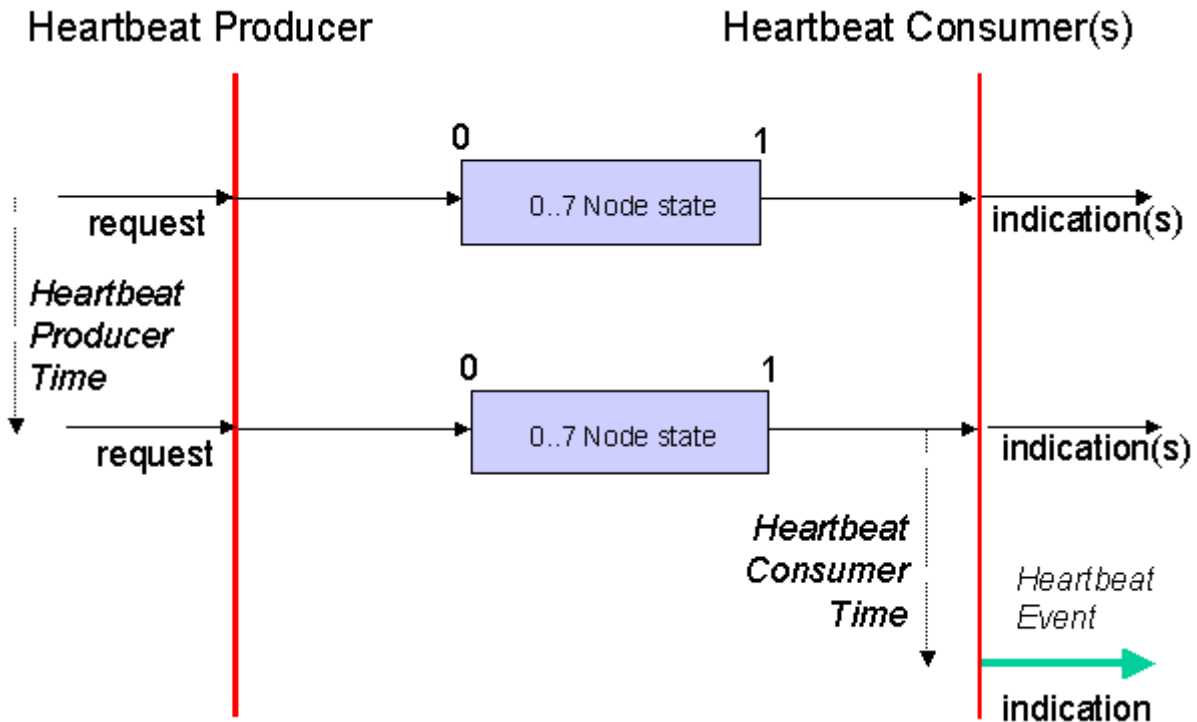 Heartbeat Producer
Heartbeat Consumer(s)
0
1
0..7 Node state
request
indication(s)
Heartbeat
Producer
Time
0
1
0..7 Node state
request
indication(s)
Heartbeat
Consumer
Time
Heartbeat
Event
indication